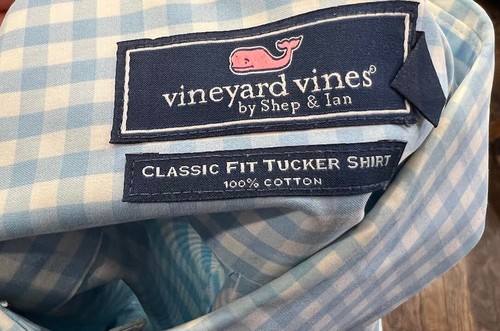 vineyard vines®
by Shep & Ian
CLASSIC FIT TUCKER SHIRT
100% COTTON